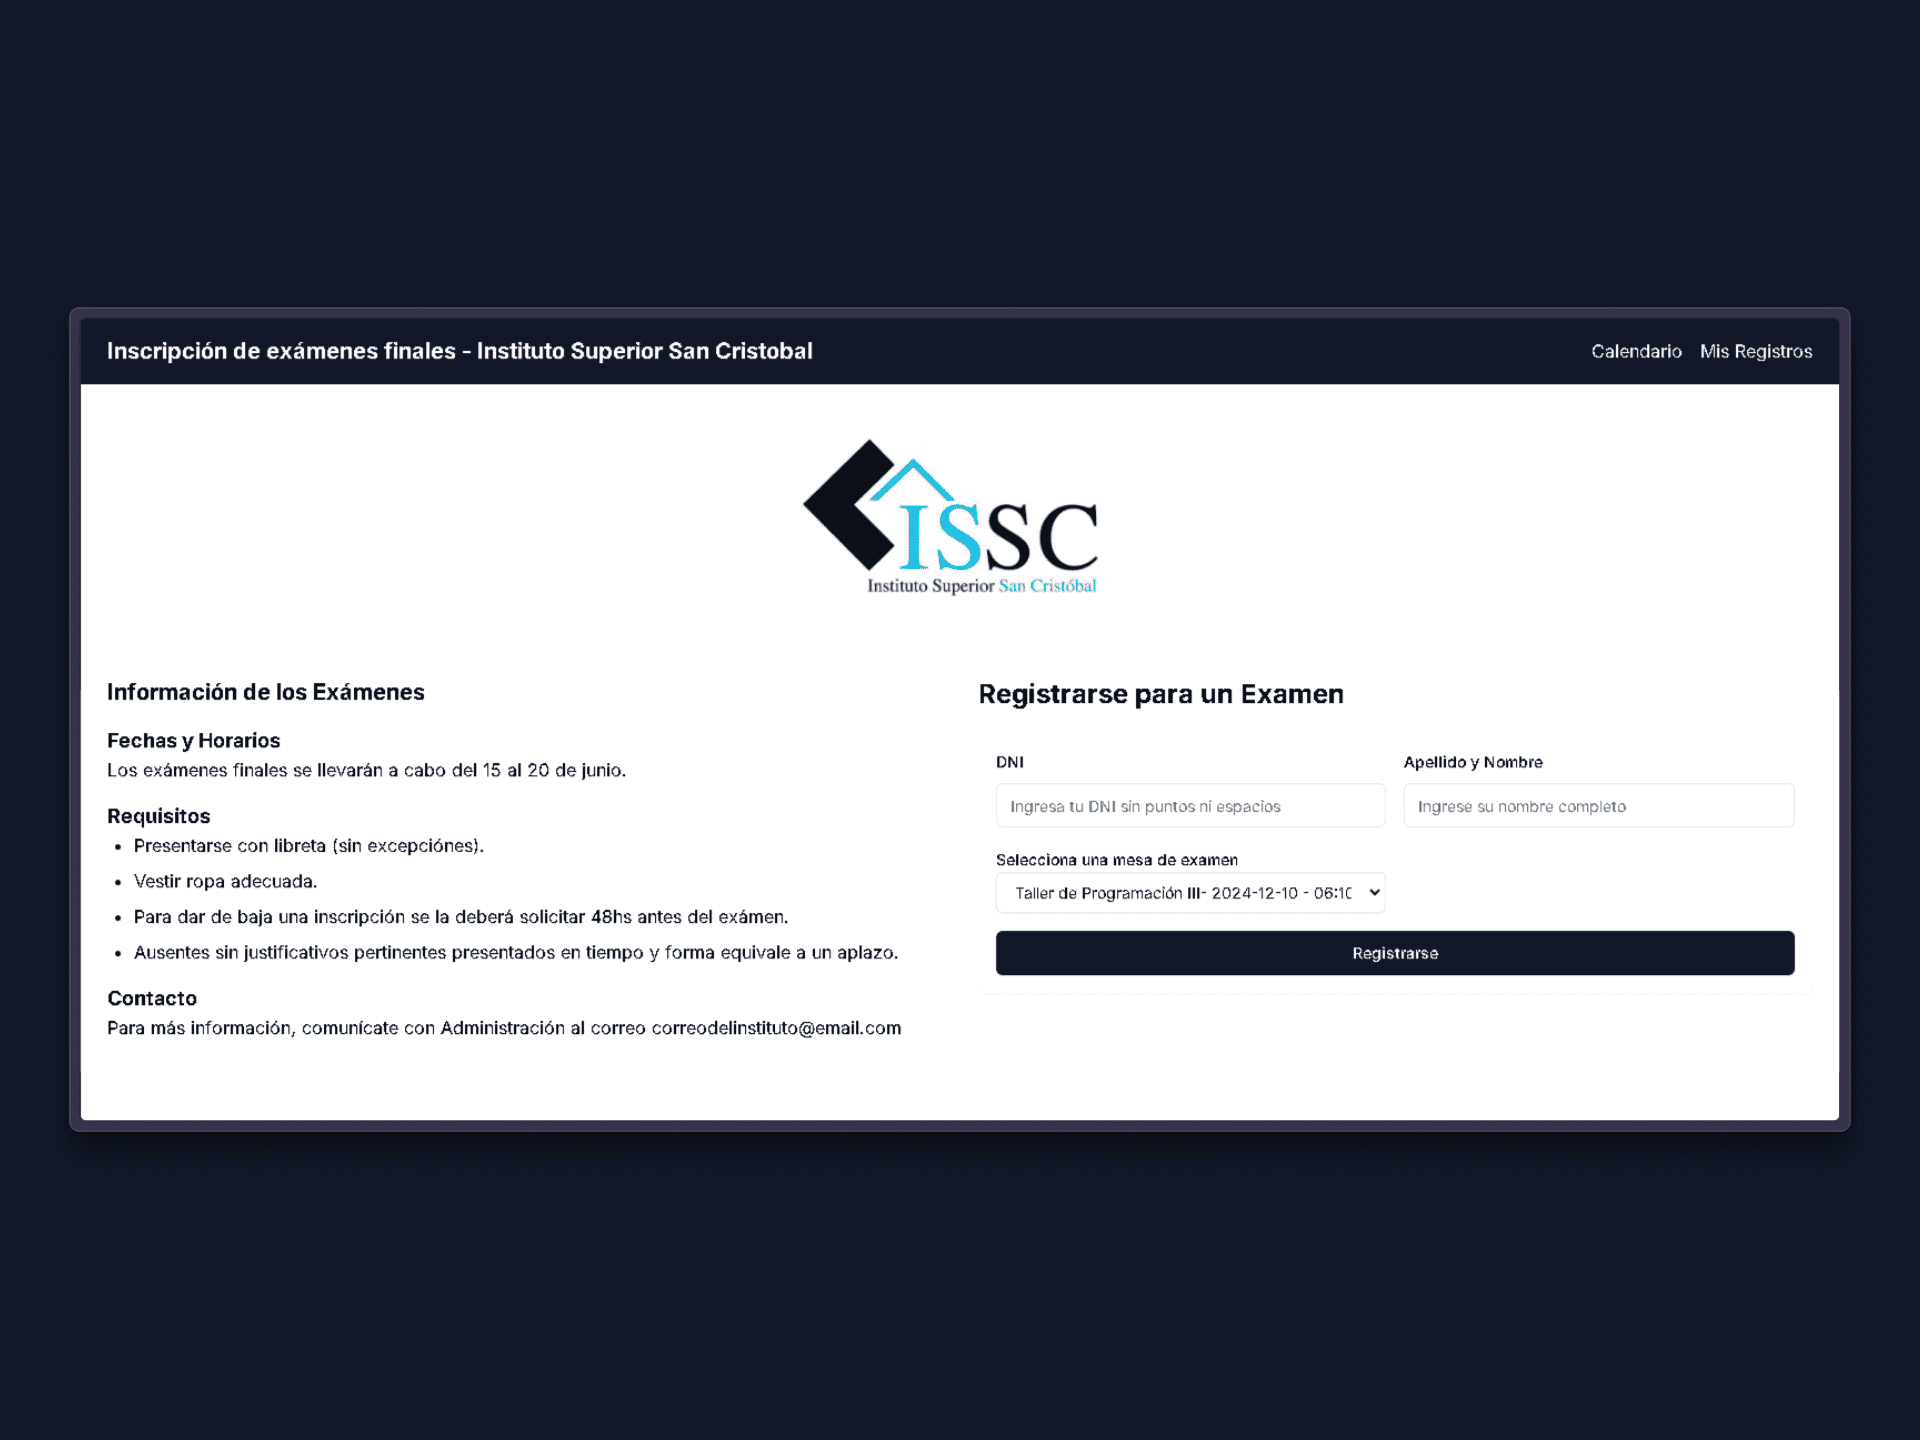 Inscripción de exámenes finales - Instituto Superior San Cristobal
Calendario Mis Registros
ISSC
Instituto Superior San Cristóbal
Información de los Exámenes
Fechas y Horarios
Los exámenes finales se llevarán a cabo del 15 al 20 de junio.
Requisitos
• Presentarse con libreta (sin excepciónes).
• Vestir ropa adecuada.
• Para dar de baja una inscripción se la deberá solicitar 48hs antes del exámen.
• Ausentes sin justificativos pertinentes presentados en tiempo y forma equivale a un aplazo.
Contacto
Para más información, comunícate con Administración al correo correodelinstituto@email.com
Registrarse para un Examen
DNI
Ingresa tu DNI sin puntos ni espacios
Apellido y Nombre
Ingrese su nombre completo
Selecciona una mesa de examen
Taller de Programación III- 2024-12-10 - 06:10
Registrarse